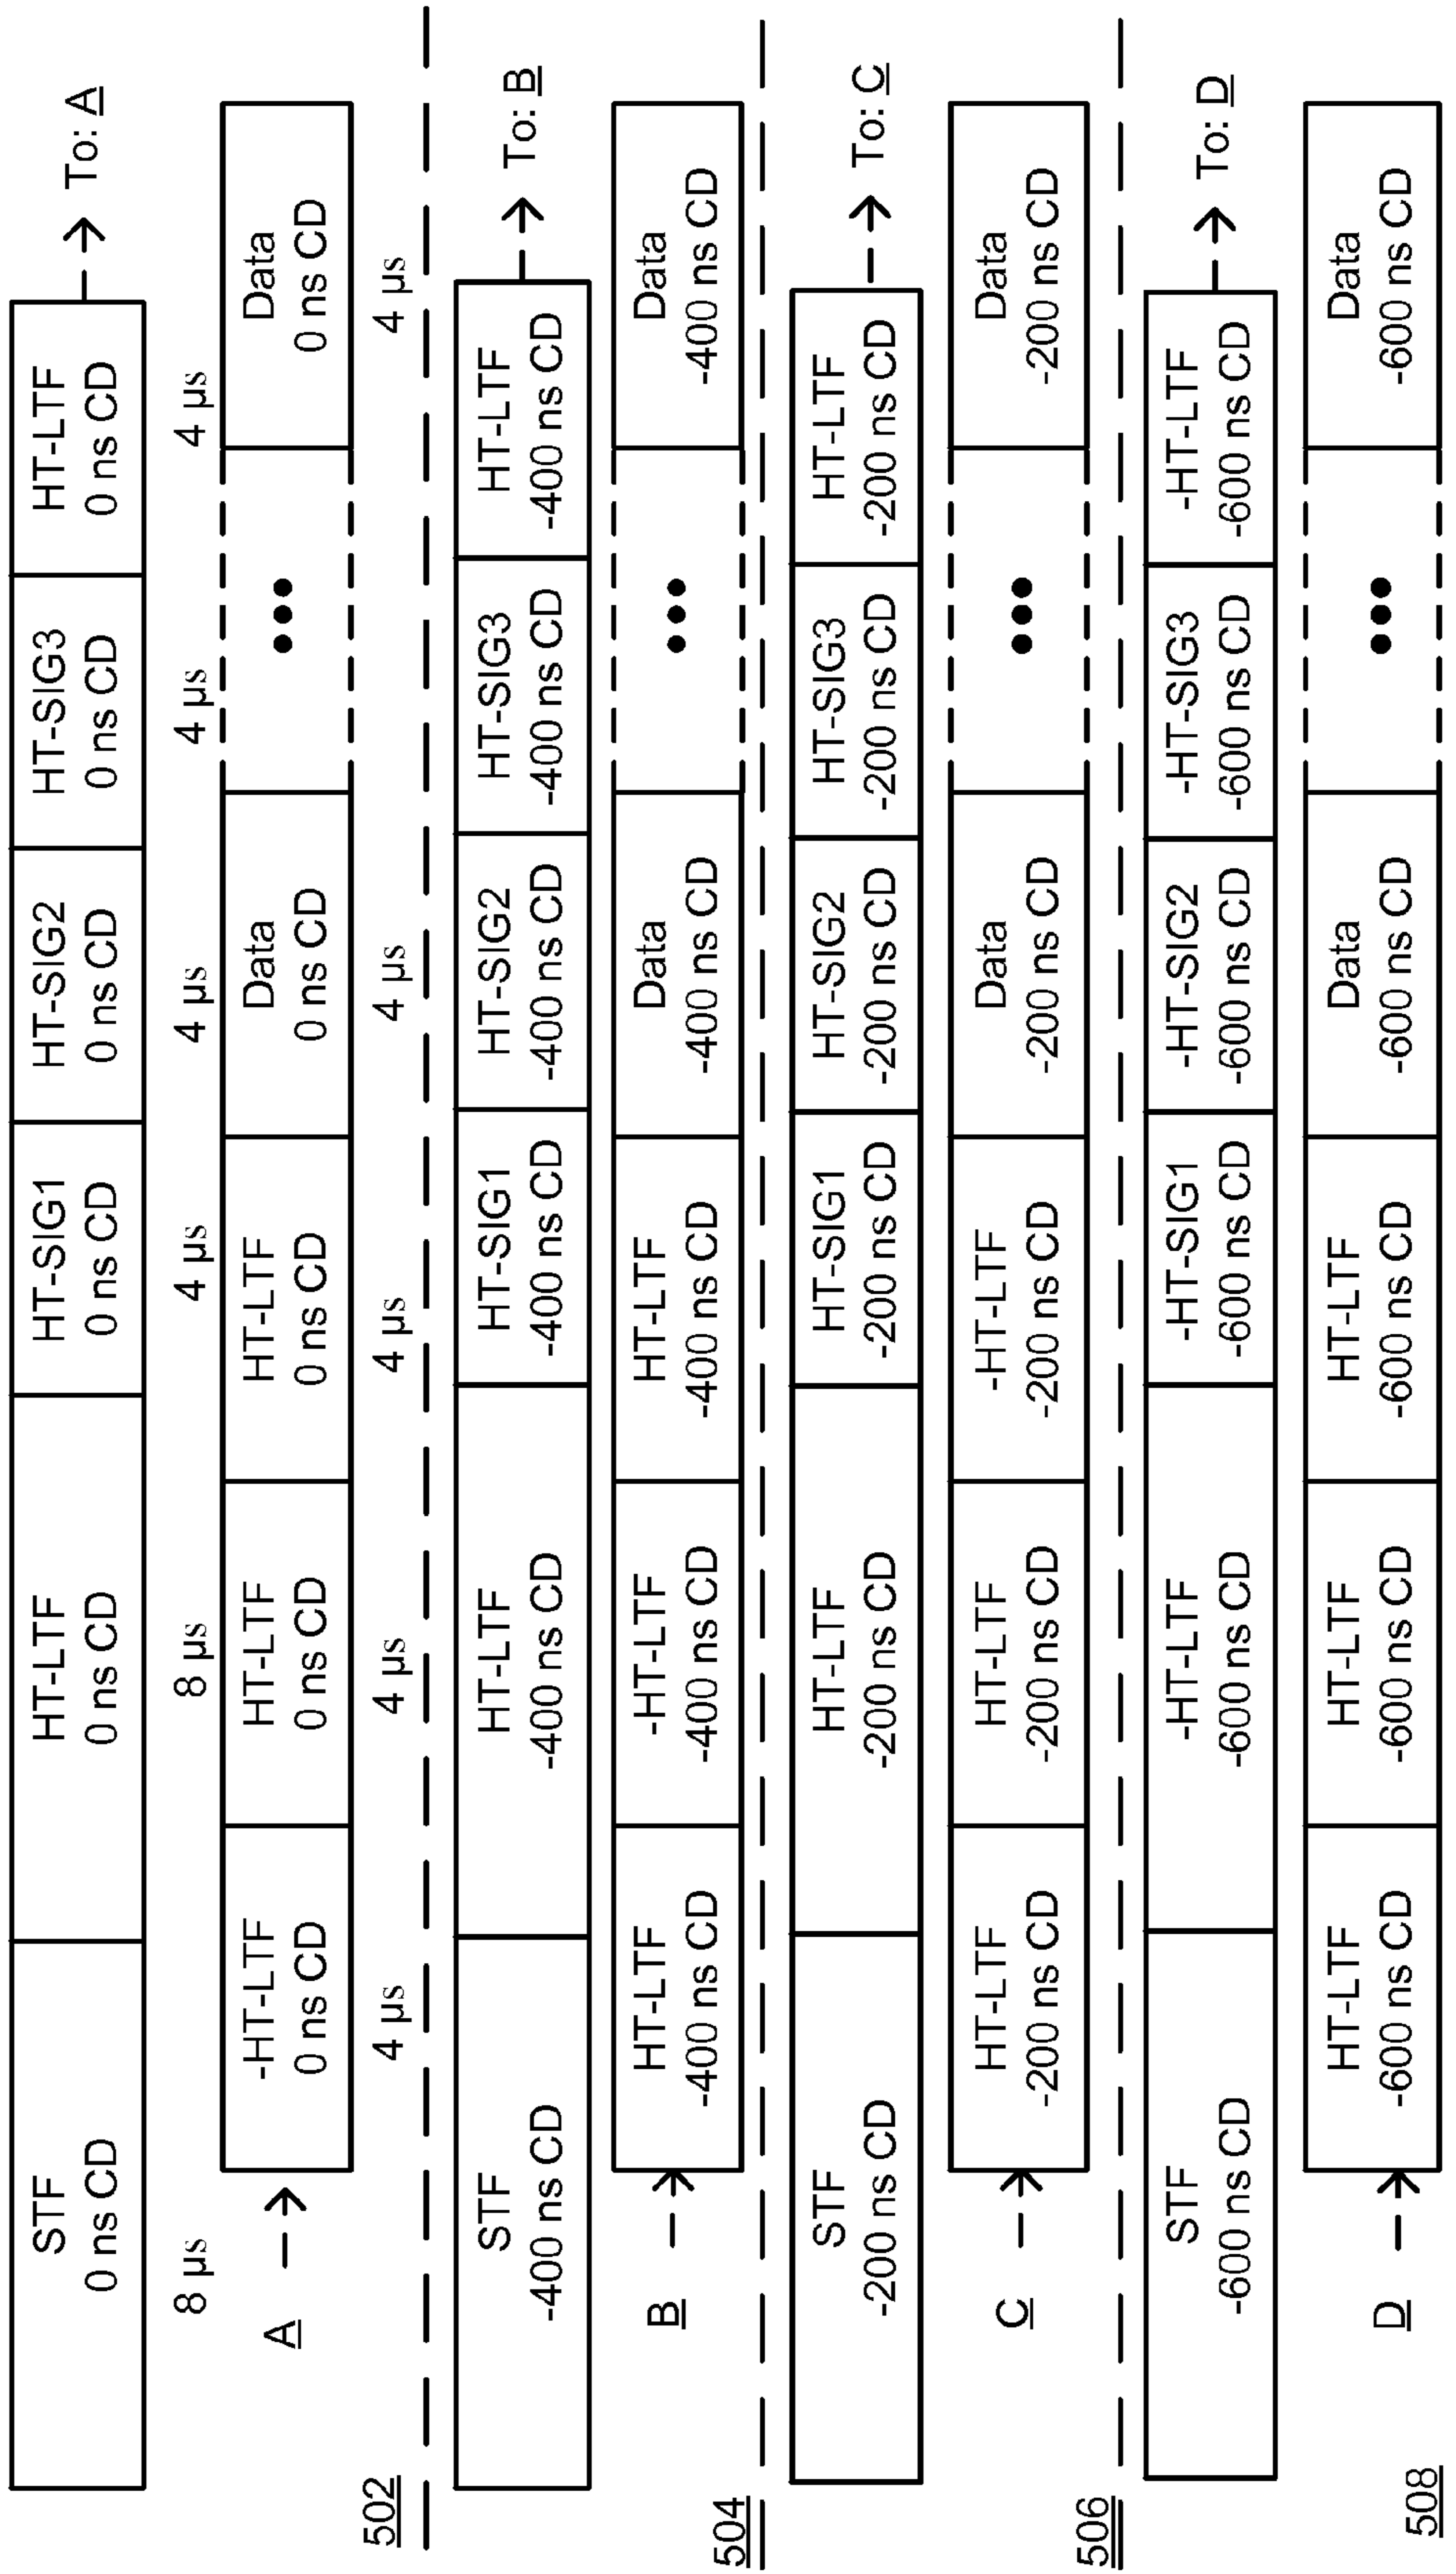 STF
0 ns CD
HT-LTF
0 ns CD
HT-SIG1
0 ns CD
HT-SIG2
0 ns CD
HT-SIG3
0 ns CD
HT-LTF
0 ns CD
To: A
8 µs
8 µs
4 µs
4 µs
4 µs
4 µs
A
-HT-LTF
0 ns CD
HT-LTF
0 ns CD
HT-LTF
0 ns CD
Data
0 ns CD
•••
Data
0 ns CD
502
4 µs
4 µs
4 µs
4 µs
4 µs
STF
-400 ns CD
HT-LTF
-400 ns CD
HT-SIG1
-400 ns CD
HT-SIG2
-400 ns CD
HT-SIG3
-400 ns CD
HT-LTF
-400 ns CD
To: B
B
HT-LTF
-400 ns CD
-HT-LTF
-400 ns CD
HT-LTF
-400 ns CD
Data
-400 ns CD
•••
Data
-400 ns CD
504
STF
-200 ns CD
HT-LTF
-200 ns CD
HT-SIG1
-200 ns CD
HT-SIG2
-200 ns CD
HT-SIG3
-200 ns CD
HT-LTF
-200 ns CD
To: C
C
HT-LTF
-200 ns CD
HT-LTF
-200 ns CD
-HT-LTF
-200 ns CD
Data
-200 ns CD
•••
Data
-200 ns CD
506
STF
-600 ns CD
-HT-LTF
-600 ns CD
-HT-SIG1
-600 ns CD
-HT-SIG2
-600 ns CD
-HT-SIG3
-600 ns CD
-HT-LTF
-600 ns CD
To: D
D
HT-LTF
-600 ns CD
HT-LTF
-600 ns CD
HT-LTF
-600 ns CD
Data
-600 ns CD
•••
Data
-600 ns CD
508